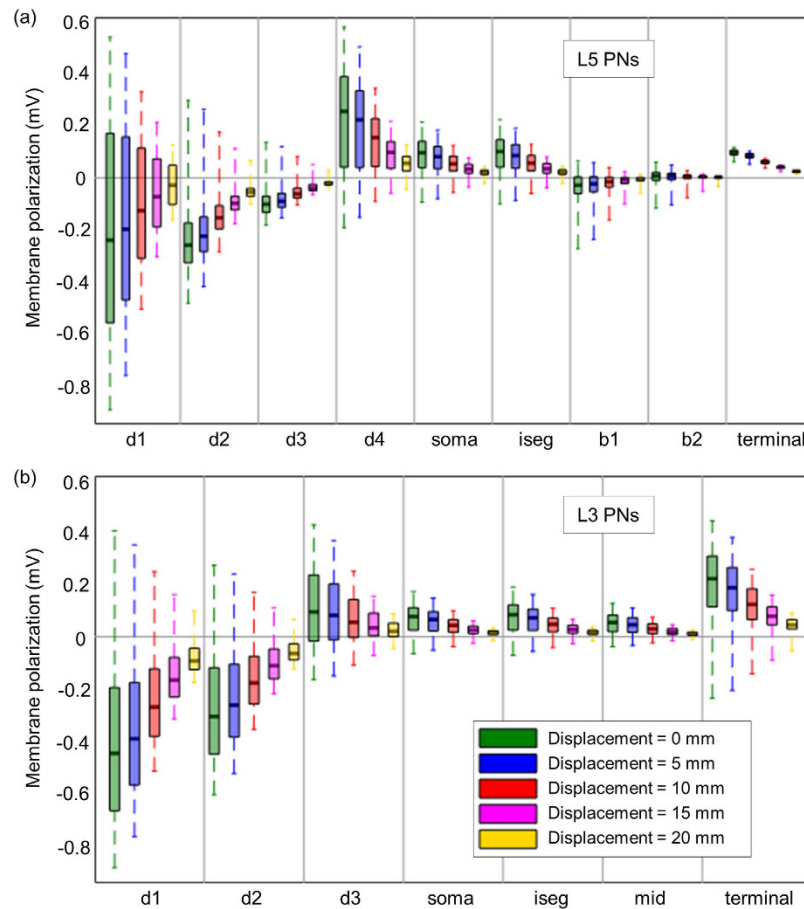 (a)
L5 PNs
Membrane polarization (mV)
0.6
0.4
0.2
0
-0.2
-0.4
-0.6
-0.8
d1 d2 d3 d4 soma iseg b1 b2 terminal
(b)
L3 PNs
Membrane polarization (mV)
0.6
0.4
0.2
0
-0.2
-0.4
-0.6
-0.8
Displacement = 0 mm
Displacement = 5 mm
Displacement = 10 mm
Displacement = 15 mm
Displacement = 20 mm
d1 d2 d3 soma iseg mid terminal